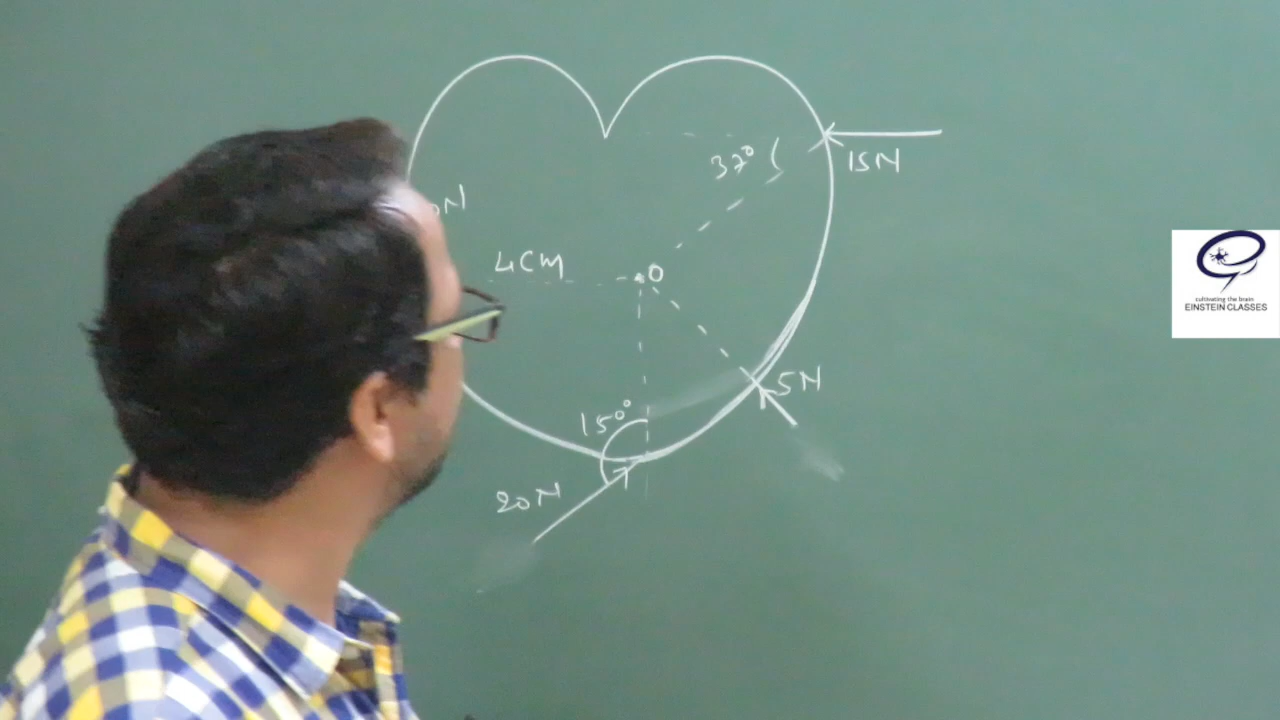 37°
15N
4CM
O
5N
150°
20N
cultivating the brain
EINSTEIN CLASSES